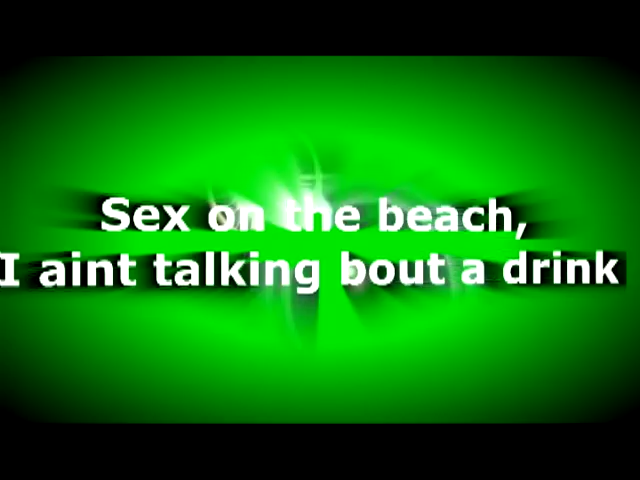 Sex on the beach,
I aint talking bout a drink